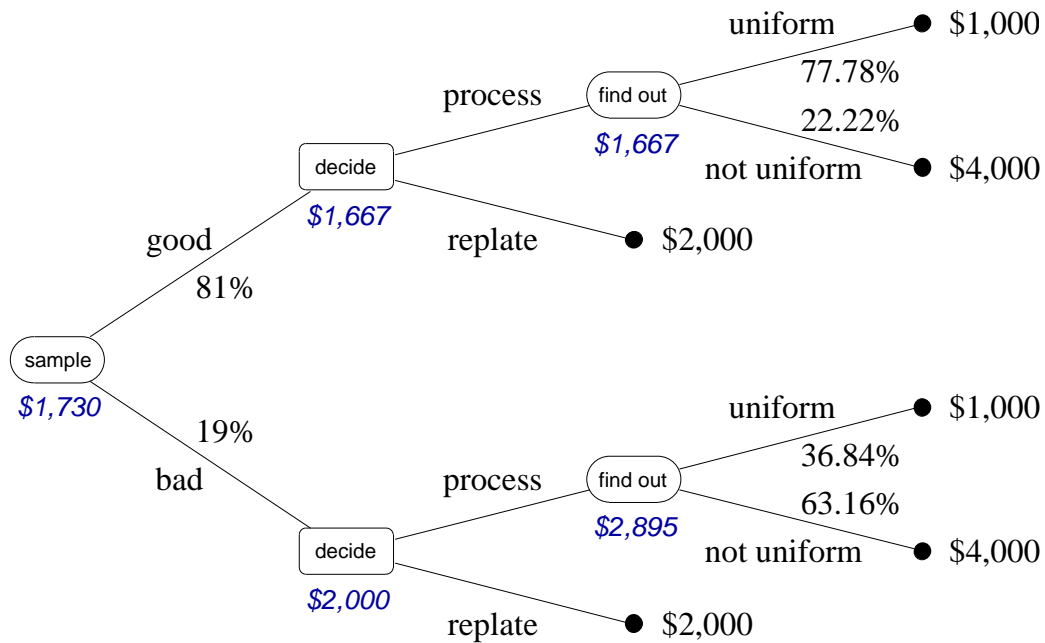 uniform
$1,000
77.78%
process
find out
22.22%
$1,667
decide
not uniform
$4,000
$1,667
good
replate
$2,000
81%
sample
$1,730
uniform
$1,000
19%
36.84%
bad
process
find out
63.16%
$2,895
decide
not uniform
$4,000
$2,000
replate
$2,000